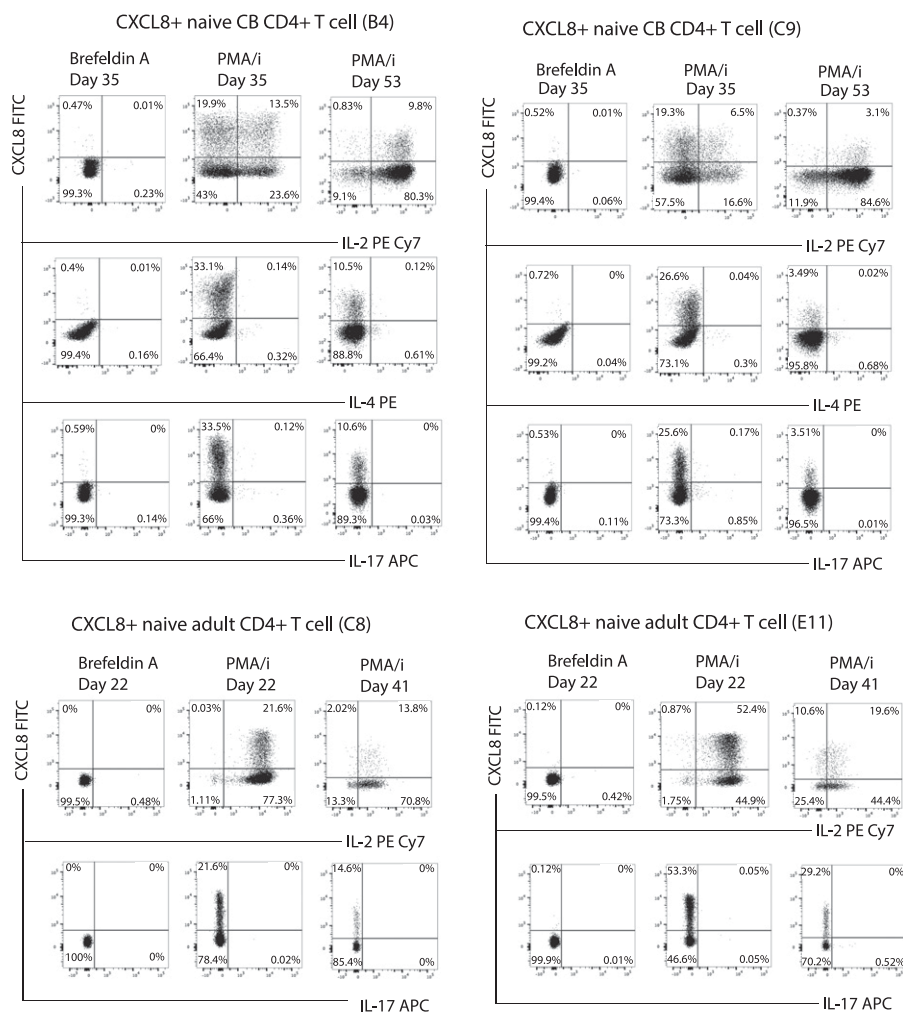 CXCL8+ naive CB CD4+ T cell (B4)
Brefeldin A
Day 35
PMA/i
Day 35
PMA/i
Day 53
CXCL8 FITC
0.47% 0.01%
99.3% 0.23%
19.9% 13.5%
43% 23.6%
0.83% 9.8%
9.1% 80.3%
IL-2 PE Cy7
0.4% 0.01%
99.4% 0.16%
33.1% 0.14%
66.4% 0.32%
10.5% 0.12%
88.8% 0.61%
IL-4 PE
0.59% 0%
99.3% 0.14%
33.5% 0.12%
66% 0.36%
10.6% 0%
89.3% 0.03%
IL-17 APC
CXCL8+ naive CB CD4+ T cell (C9)
Brefeldin A
Day 35
PMA/i
Day 35
PMA/i
Day 53
CXCL8 FITC
0.52% 0.01%
99.4% 0.06%
19.3% 6.5%
57.5% 16.6%
0.37% 3.1%
11.9% 84.6%
IL-2 PE Cy7
0.72% 0%
99.2% 0.04%
26.6% 0.04%
73.1% 0.3%
3.49% 0.02%
95.8% 0.68%
IL-4 PE
0.53% 0%
99.4% 0.11%
25.6% 0.17%
73.3% 0.85%
3.51% 0%
96.5% 0.01%
IL-17 APC
CXCL8+ naive adult CD4+ T cell (C8)
Brefeldin A
Day 22
PMA/i
Day 22
PMA/i
Day 41
CXCL8 FITC
0% 0%
99.5% 0.48%
0.03% 21.6%
1.11% 77.3%
2.02% 13.8%
13.3% 70.8%
IL-2 PE Cy7
0% 0%
100% 0%
21.6% 0%
78.4% 0.02%
14.6% 0%
85.4% 0%
IL-17 APC
CXCL8+ naive adult CD4+ T cell (E11)
Brefeldin A
Day 22
PMA/i
Day 22
PMA/i
Day 41
CXCL8 FITC
0.12% 0%
99.5% 0.42%
0.87% 52.4%
1.75% 44.9%
10.6% 19.6%
25.4% 44.4%
IL-2 PE Cy7
0.12% 0%
99.9% 0.01%
53.3% 0.05%
46.6% 0.05%
29.2% 0%
70.2% 0.52%
IL-17 APC